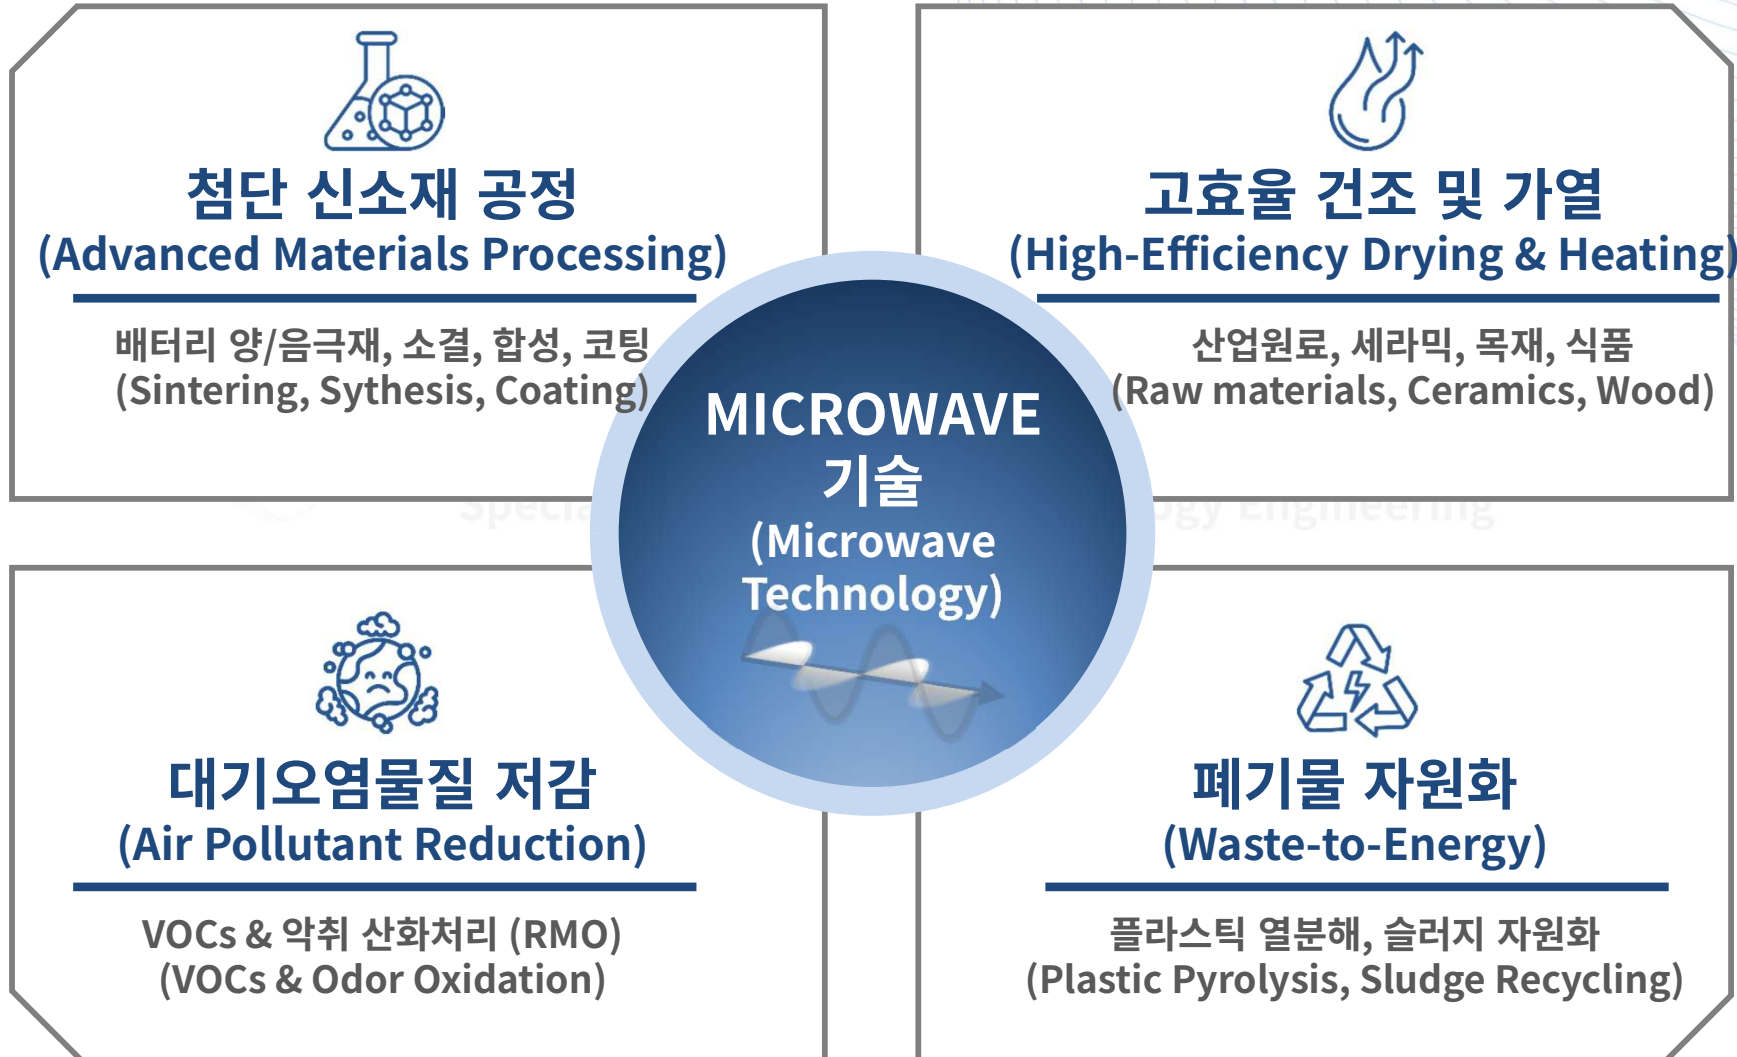 첨단 신소재 공정
(Advanced Materials Processing)
배터리 양/음극재, 소결, 합성, 코팅
(Sintering, Sythesis, Coating)
고효율 건조 및 가열
(High-Efficiency Drying & Heating)
산업원료, 세라믹, 목재, 식품
(Raw materials, Ceramics, Wood)
MICROWAVE
기술
(Microwave
Technology)
대기오염물질 저감
(Air Pollutant Reduction)
VOCs & 악취 산화처리 (RMO)
(VOCs & Odor Oxidation)
폐기물 자원화
(Waste-to-Energy)
플라스틱 열분해, 슬러지 자원화
(Plastic Pyrolysis, Sludge Recycling)